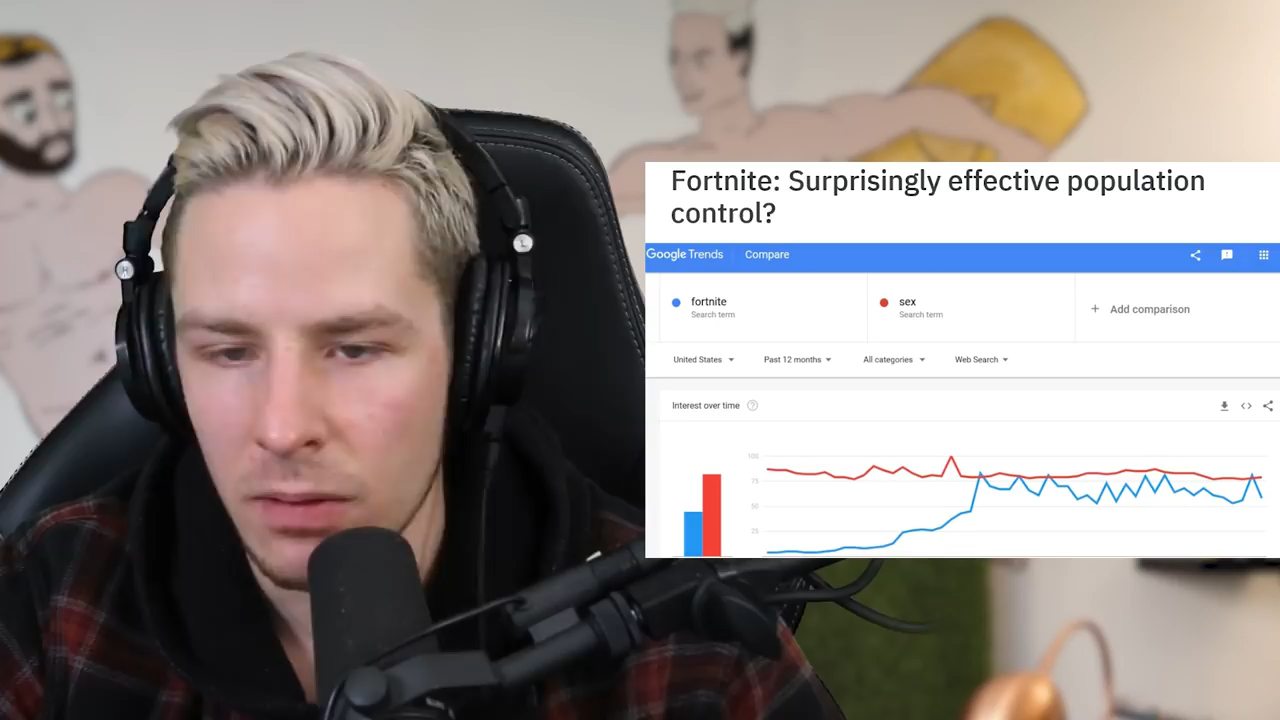 Fortnite: Surprisingly effective population
control?
Google Trends Compare
fortnite
Search term
sex
Search term
+ Add comparison
United States Past 12 months All categories Web Search
Interest over time
100
75
50
25
R
L